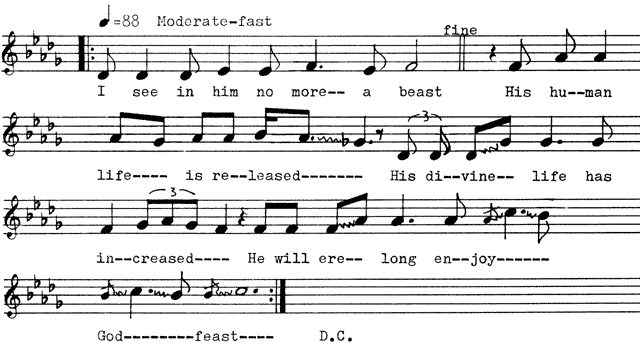 ♩=88 Moderate-fast
fine
I see in him no more-- a beast His hu--man
3
life---- is re--leased------- His di--vine-- life has
3
in--creased---- He will ere-- long en--joy------
God--------feast---- D.C.